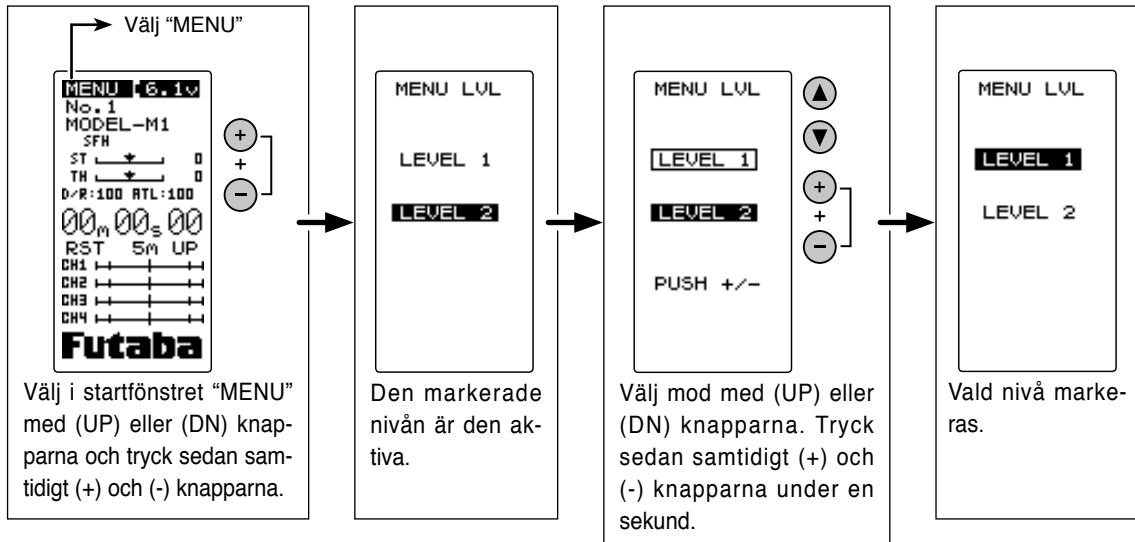 Välj “MENU”
MENU 6.1v
No.1
MODEL-M1
SFH
ST 0
TH 0
D/R:100 ATL:100
00m00s00
RST 5m UP
CH1
CH2
CH3
CH4
Futaba
+
+
-
Välj i startfönstret “MENU”
med (UP) eller (DN) knap-
parna och tryck sedan sam-
tidigt (+) och (-) knapparna.
MENU LVL
LEVEL 1
LEVEL 2
Den markerade
nivån är den ak-
tiva.
MENU LVL
LEVEL 1
LEVEL 2
PUSH +/-
+
+
-
Välj mod med (UP) eller
(DN) knapparna. Tryck
sedan samtidigt (+) och
(-) knapparna under en
sekund.
MENU LVL
LEVEL 1
LEVEL 2
Vald nivå marke-
ras.